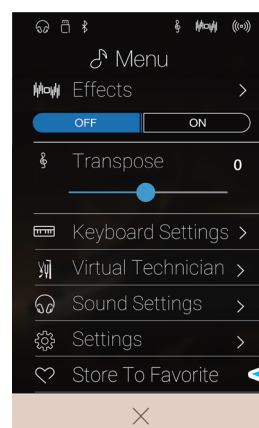 Menu
Effects
OFF ON
Transpose 0
Keyboard Settings
Virtual Technician
Sound Settings
Settings
Store To Favorite